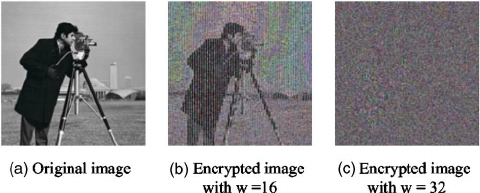 (a) Original image
(b) Encrypted image
with w =16
(c) Encrypted image
with w = 32